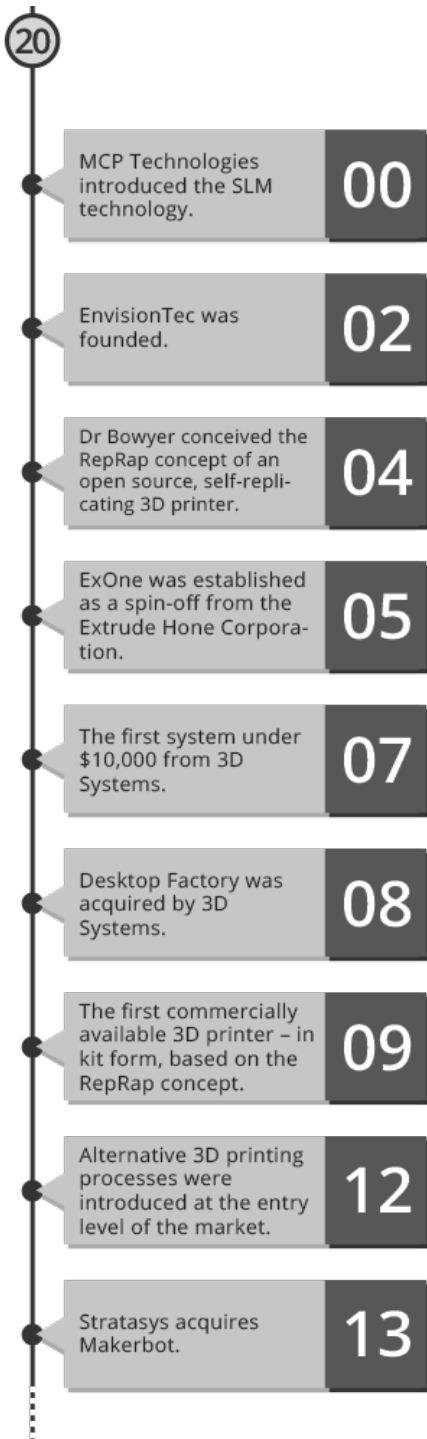 20
MCP Technologies
introduced the SLM
technology.
00
EnvisionTec was
founded.
02
Dr Bowyer conceived the
RepRap concept of an
open source, self-repli-
cating 3D printer.
04
ExOne was established
as a spin-off from the
Extrude Hone Corpora-
tion.
05
The first system under
$10,000 from 3D
Systems.
07
Desktop Factory was
acquired by 3D
Systems.
08
The first commercially
available 3D printer – in
kit form, based on the
RepRap concept.
09
Alternative 3D printing
processes were
introduced at the entry
level of the market.
12
Stratasys acquires
Makerbot.
13